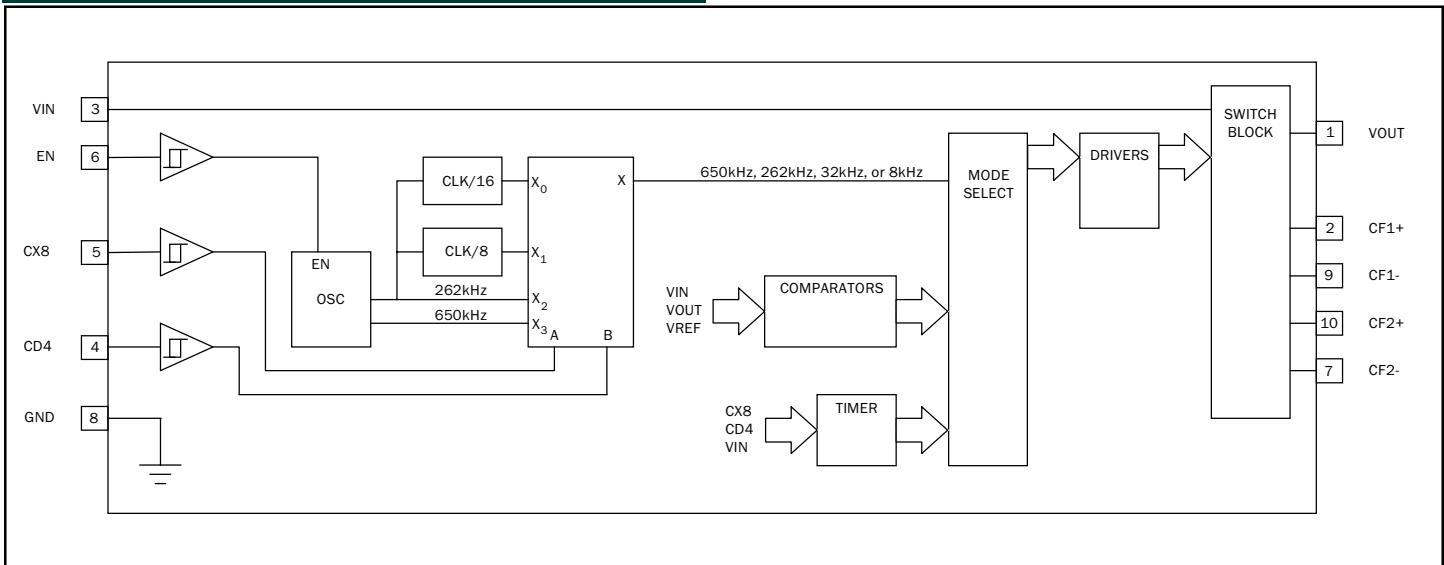 VIN 3
EN 6
CX8 5
CD4 4
GND 8
EN
OSC
CLK/16
CLK/8
262kHz
650kHz
X0
X1
X2
X3
A
B
X
650kHz, 262kHz, 32kHz, or 8kHz
VIN
VOUT
VREF
COMPARATORS
CX8
CD4
VIN
TIMER
MODE
SELECT
DRIVERS
SWITCH
BLOCK
1 VOUT
2 CF1+
9 CF1-
10 CF2+
7 CF2-